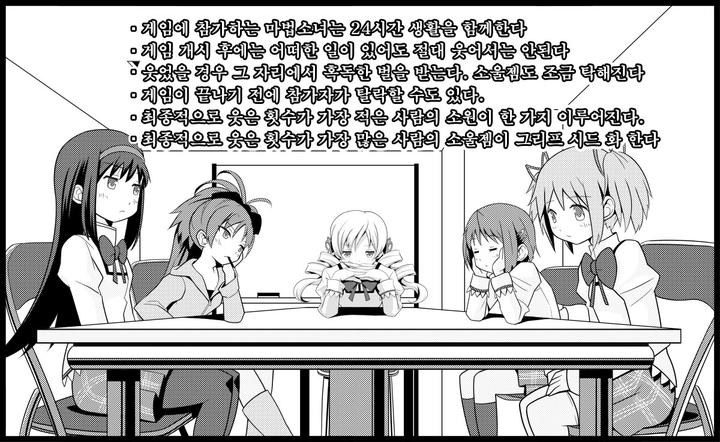 · 게임에 참가하는 마법소녀는 24시간 생활을 함께한다
· 게임 개시 후에는 어떠한 일이 있어도 절대 웃어서는 안된다
· 웃었을 경우 그 자리에서 혹독한 벌을 받는다. 소울젬도 조금 탁해진다
· 게임이 끝나기 전에 참가자가 탈락할 수도 있다.
· 최종적으로 웃은 횟수가 가장 적은 사람의 소원이 한 가지 이루어진다.
· 최종적으로 웃은 횟수가 가장 많은 사람의 소울젬이 그리프 시드 화 한다